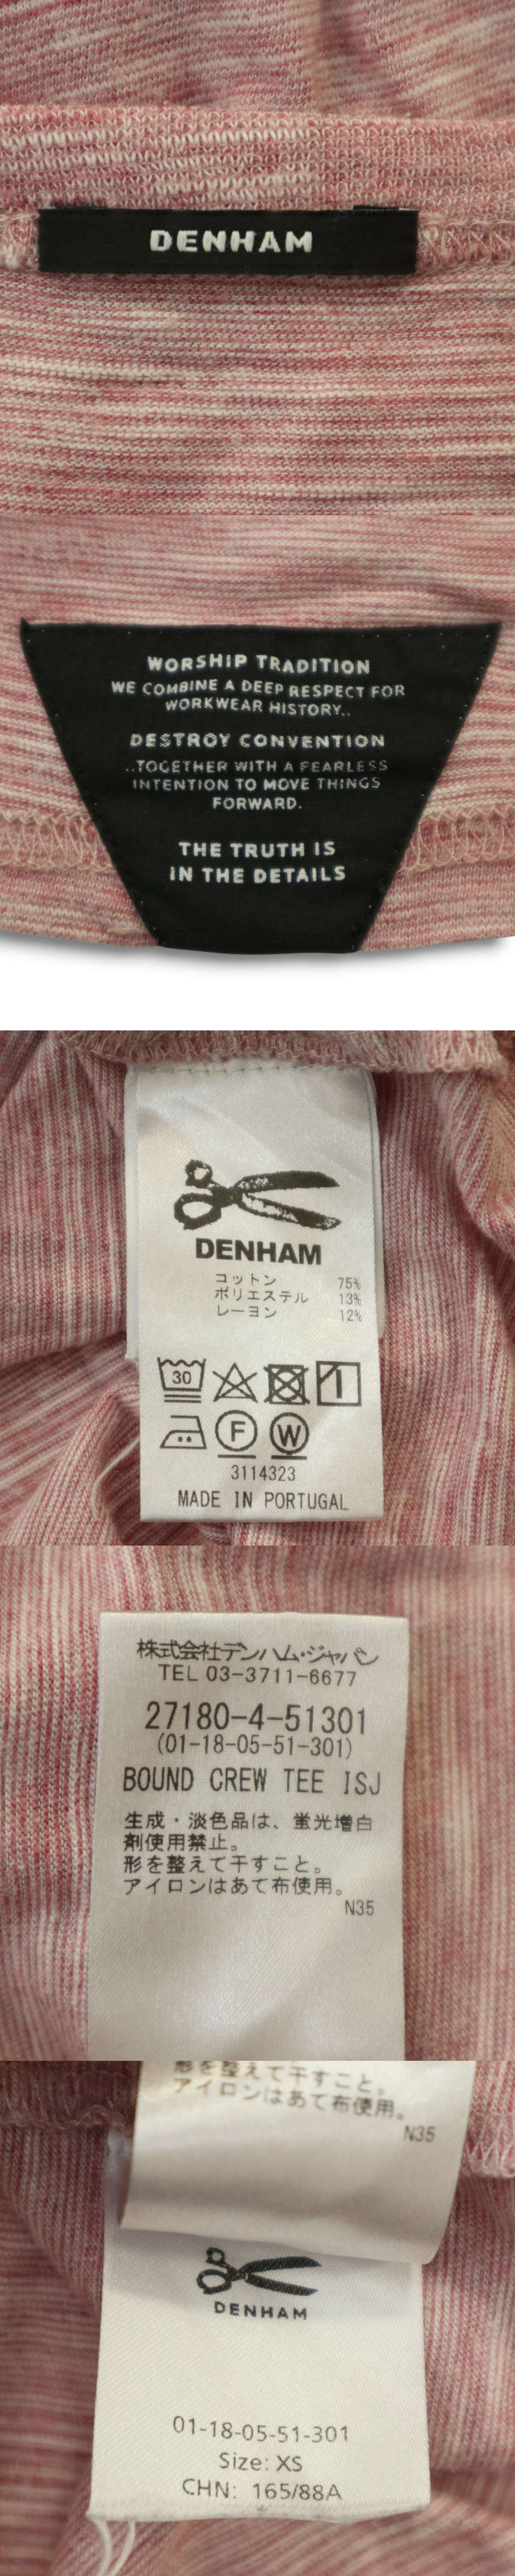 DENHAM
WORSHIP TRADITION
WE COMBINE A DEEP RESPECT FOR
WORKWEAR HISTORY..
DESTROY CONVENTION
..TOGETHER WITH A FEARLESS
INTENTION TO MOVE THINGS
FORWARD.
THE TRUTH IS
IN THE DETAILS
DENHAM
コットン 75%
ポリエステル 13%
レーヨン 12%
30
F W
3114323
MADE IN PORTUGAL
株式会社デンハム・ジャパン
TEL 03-3711-6677
27180-4-51301
(01-18-05-51-301)
BOUND CREW TEE ISJ
生成・淡色品は、蛍光増白
剤使用禁止。
形を整えて干すこと。
アイロンはあて布使用。
N35
形を整えて干すこと。
アイロンはあて布使用。
N35
DENHAM
01-18-05-51-301
Size: XS
CHN: 165/88A